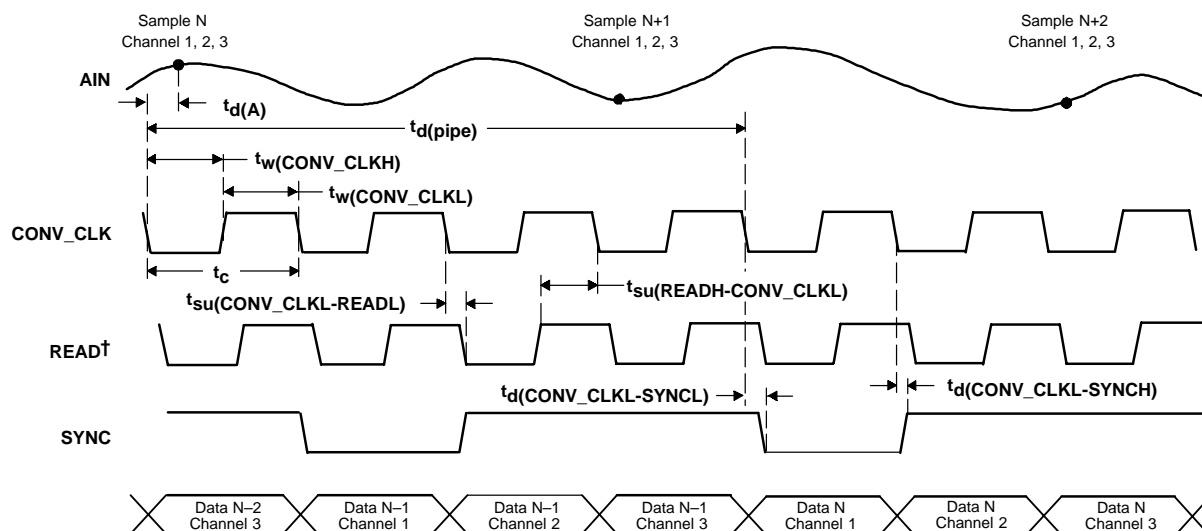 Sample N
Channel 1, 2, 3
Sample N+1
Channel 1, 2, 3
Sample N+2
Channel 1, 2, 3
AIN
td(A)
td(pipe)
tw(CONV_CLKH)
tw(CONV_CLKL)
CONV_CLK
tc
tsu(CONV_CLKL-READL)
tsu(READH-CONV_CLKL)
READ†
td(CONV_CLKL-SYNCL)
td(CONV_CLKL-SYNCH)
SYNC
Data N–2
Channel 3
Data N–1
Channel 1
Data N–1
Channel 2
Data N–1
Channel 3
Data N
Channel 1
Data N
Channel 2
Data N
Channel 3